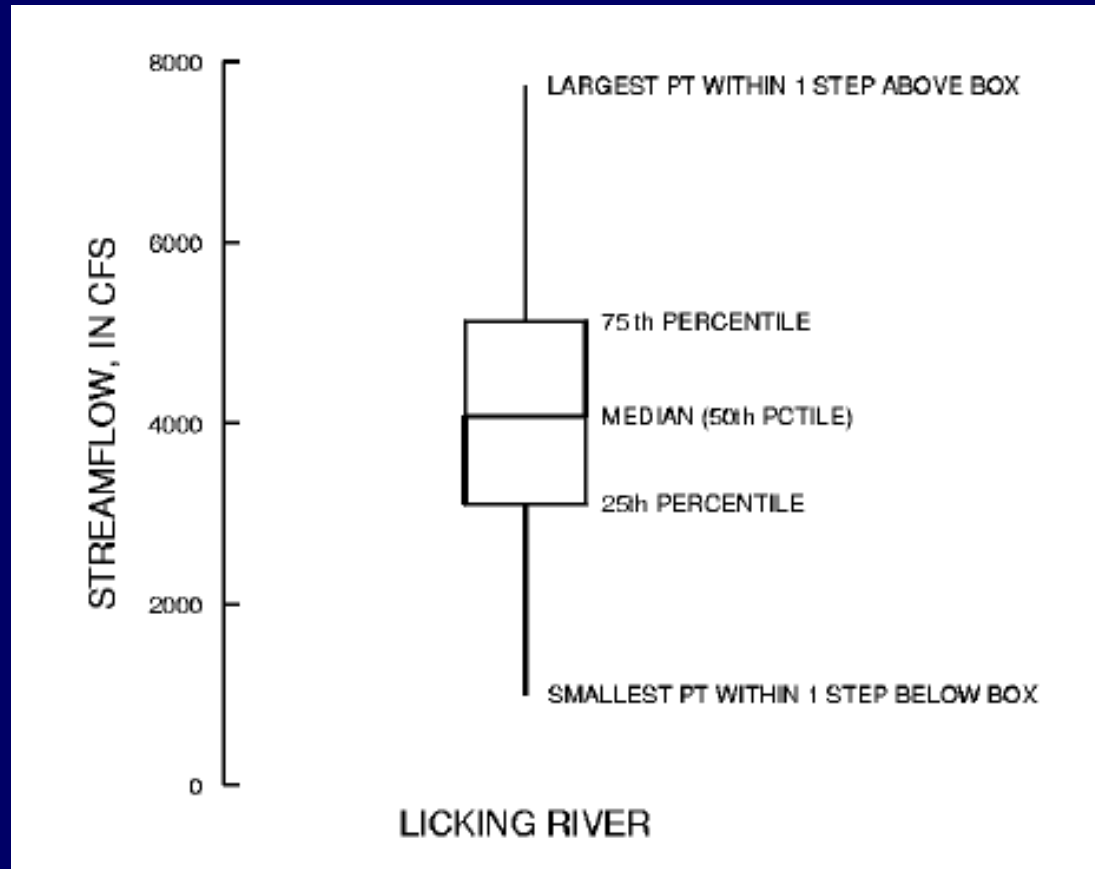 8000
LARGEST PT WITHIN 1 STEP ABOVE BOX
6000
75th PERCENTILE
STREAMFLOW, IN CFS
4000
MEDIAN (50th PCTILE)
25th PERCENTILE
2000
SMALLEST PT WITHIN 1 STEP BELOW BOX
0
LICKING RIVER